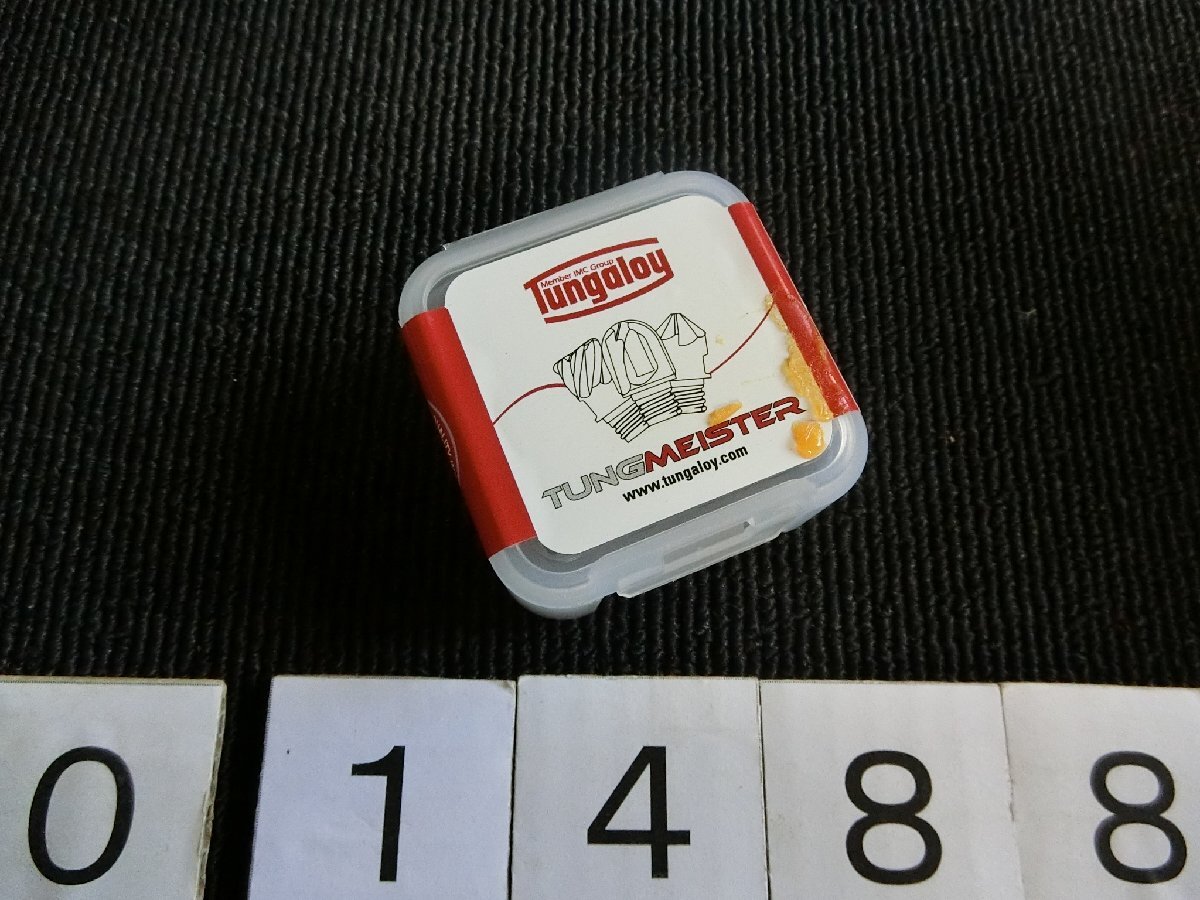 Member IMC Group
Tungaloy
TUNGMEISTER
www.tungaloy.com
0 1 4 8 8